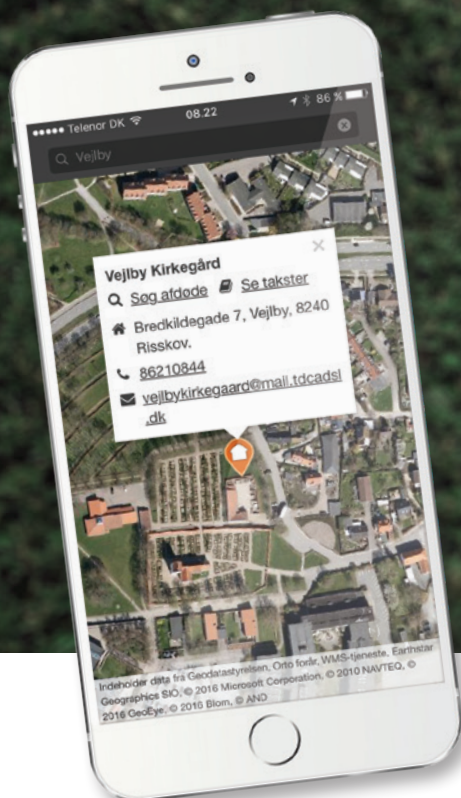 Telenor DK 08.22 86 %
Vejlby
Vejlby Kirkegård
Søg afdøde Se takster
Bredkildegade 7, Vejlby, 8240
Risskov.
86210844
vejlbykirkegaard@mail.tdcadsl
.dk
Indeholder data fra Geodatastyrelsen, Orto forår, WMS-tjeneste, Earthstar
Geographics SIO, © 2016 Microsoft Corporation, © 2010 NAVTEQ, ©
2016 GeoEye, © 2016 Blom, © AND